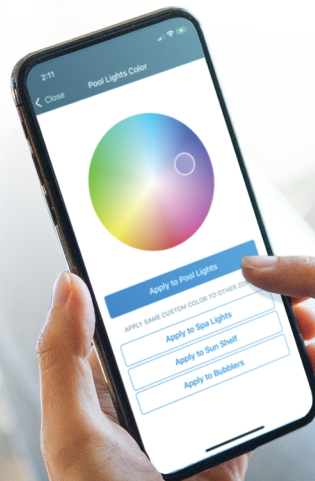 2:11
Close
Pool Lights Color
Apply to Pool Lights
APPLY SAME CUSTOM COLOR TO OTHER
Apply to Spa Lights
Apply to Sun Shelf
Apply to Bubblers